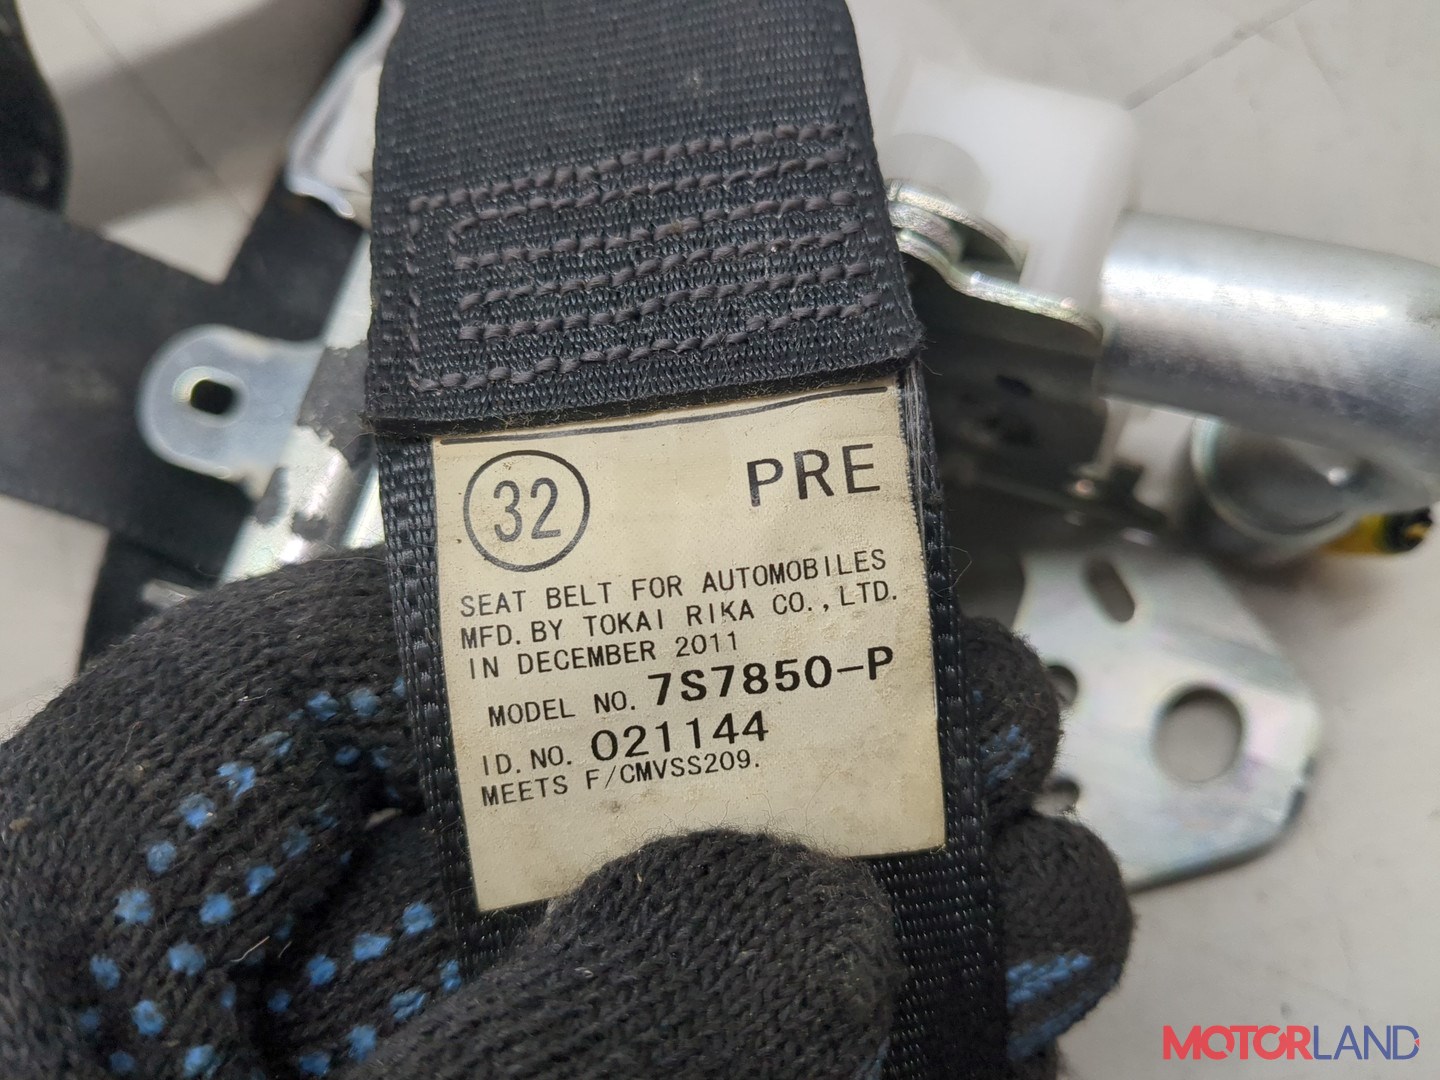 32 PRE
SEAT BELT FOR AUTOMOBILES
MFD. BY TOKAI RIKA CO., LTD.
IN DECEMBER 2011
MODEL NO. 7S7850-P
ID. NO. 021144
MEETS F/CMVSS209.
MOTORLAND